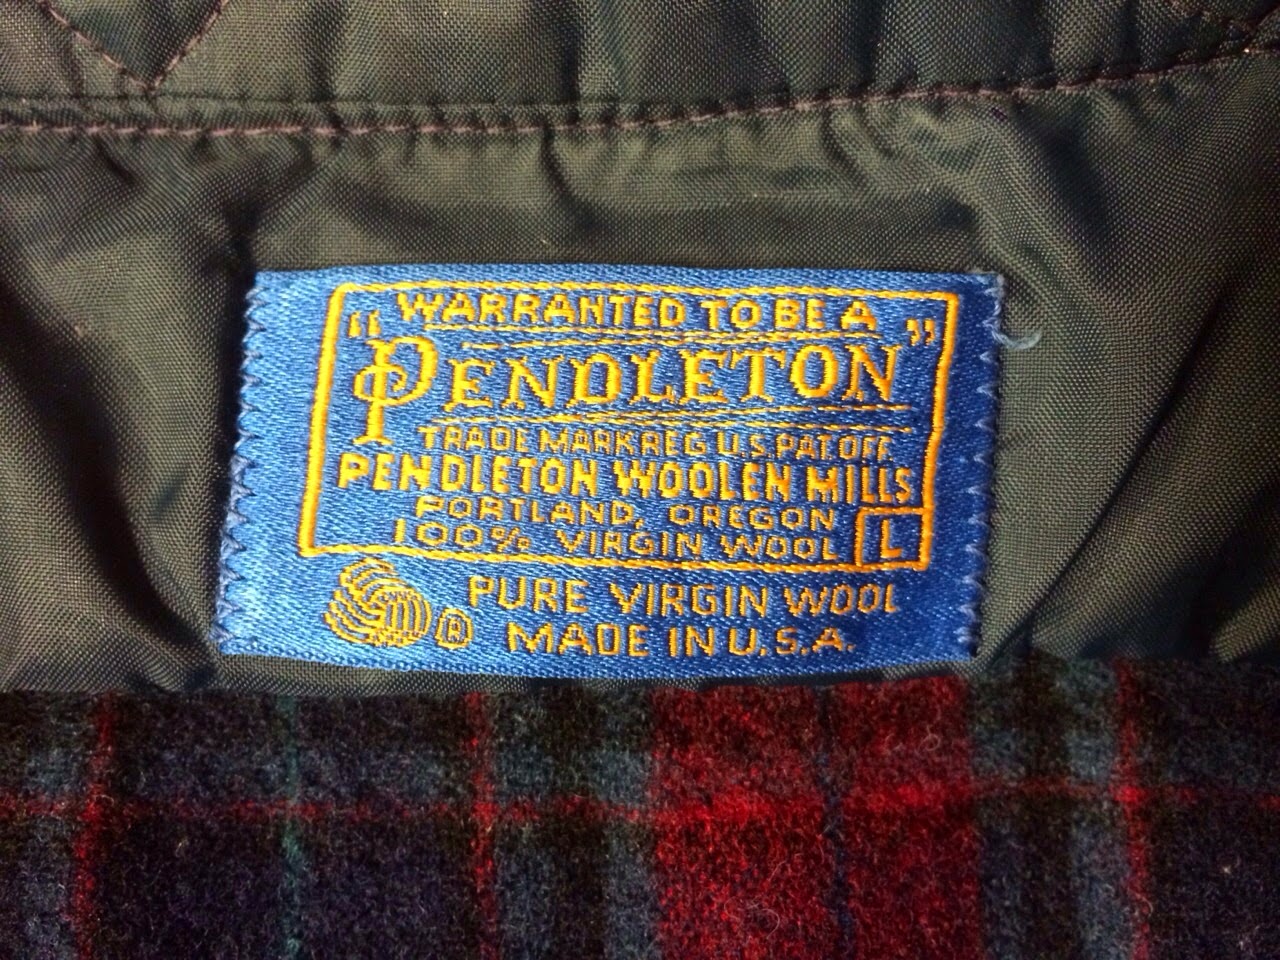 WARRANTED TO BE A
"PENDLETON"
TRADE MARK REG U.S. PAT. OFF.
PENDLETON WOOLEN MILLS
PORTLAND, OREGON
100% VIRGIN WOOL L
® PURE VIRGIN WOOL
MADE IN U.S.A.